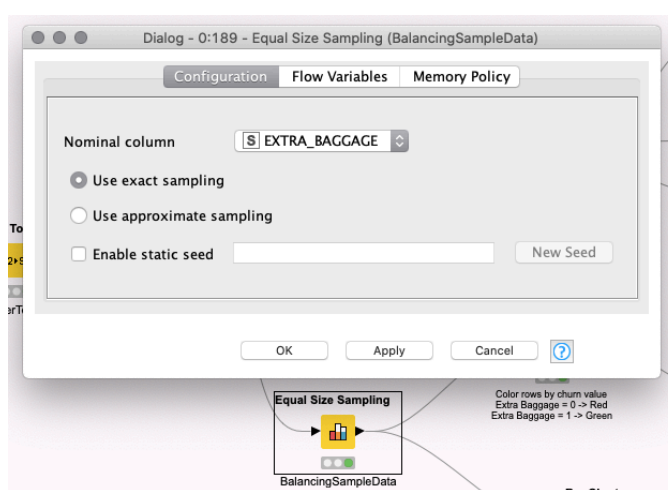 Dialog - 0:189 - Equal Size Sampling (BalancingSampleData)
Configuration Flow Variables Memory Policy
Nominal column S EXTRA_BAGGAGE
Use exact sampling
Use approximate sampling
Enable static seed New Seed
OK Apply Cancel ?
To
Equal Size Sampling
BalancingSampleData
Color rows by churn value
Extra Baggage = 0 -> Red
Extra Baggage = 1 -> Green